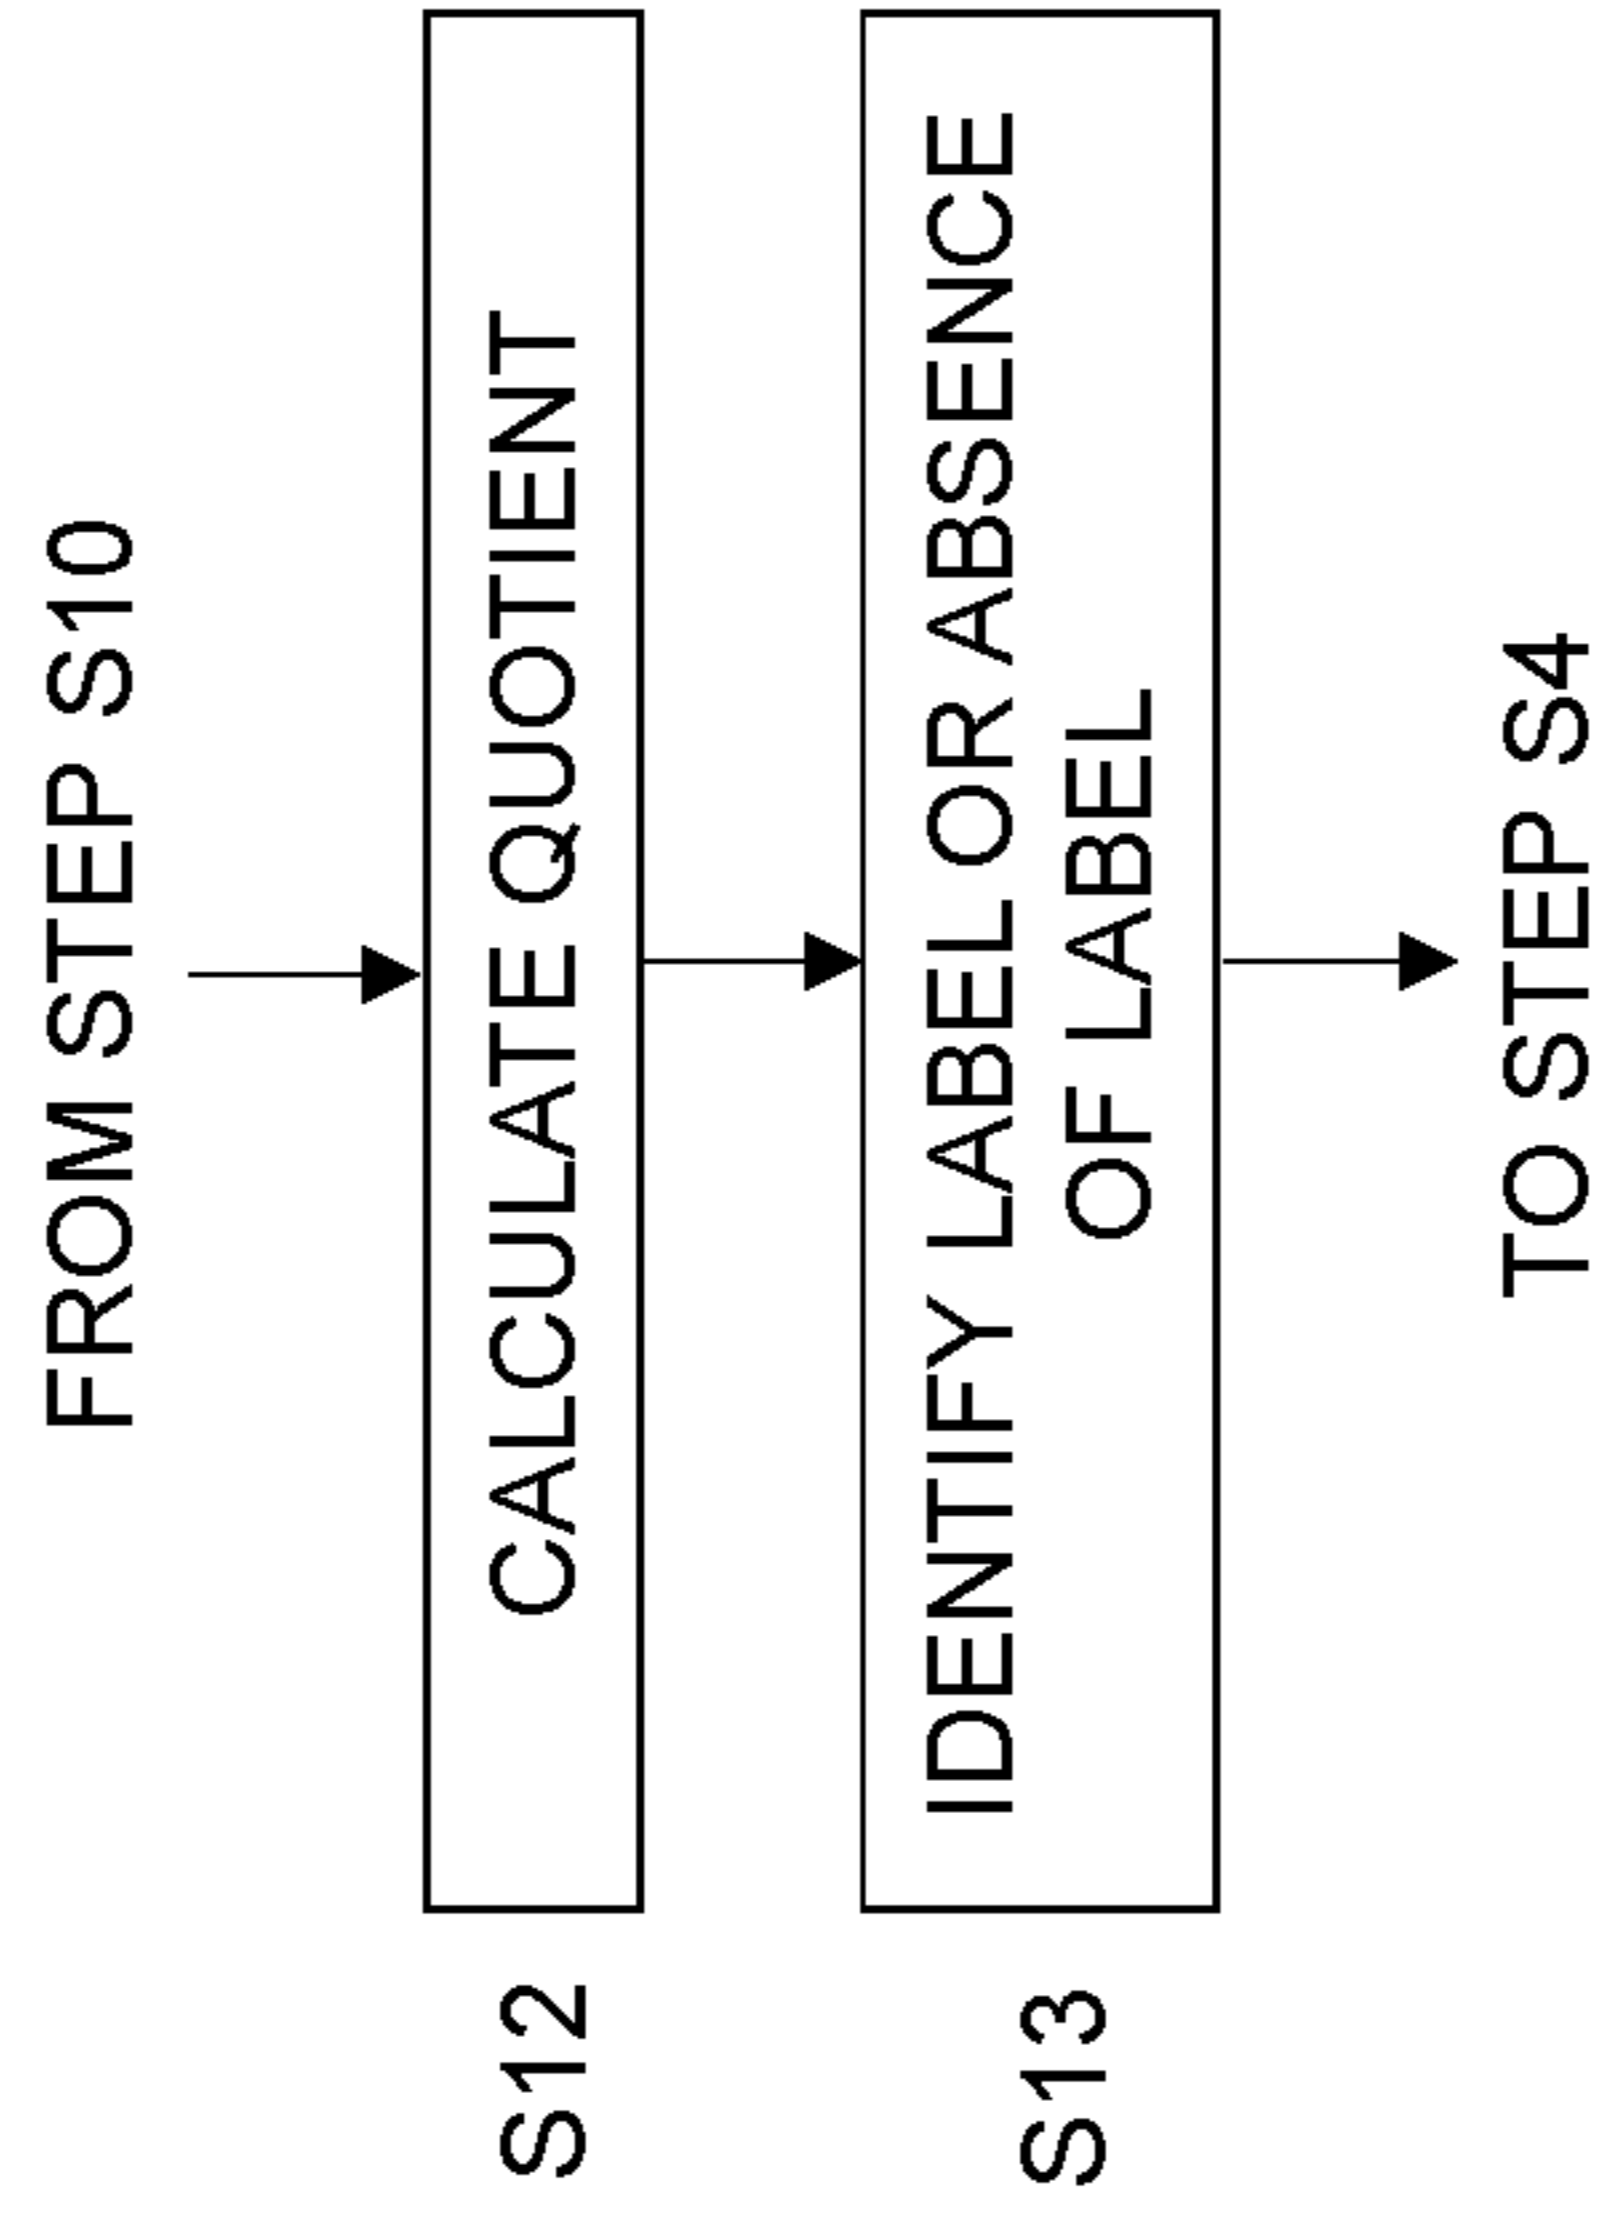 FROM STEP S10
S12
CALCULATE QUOTIENT
S13
IDENTIFY LABEL OR ABSENCE
OF LABEL
TO STEP S4